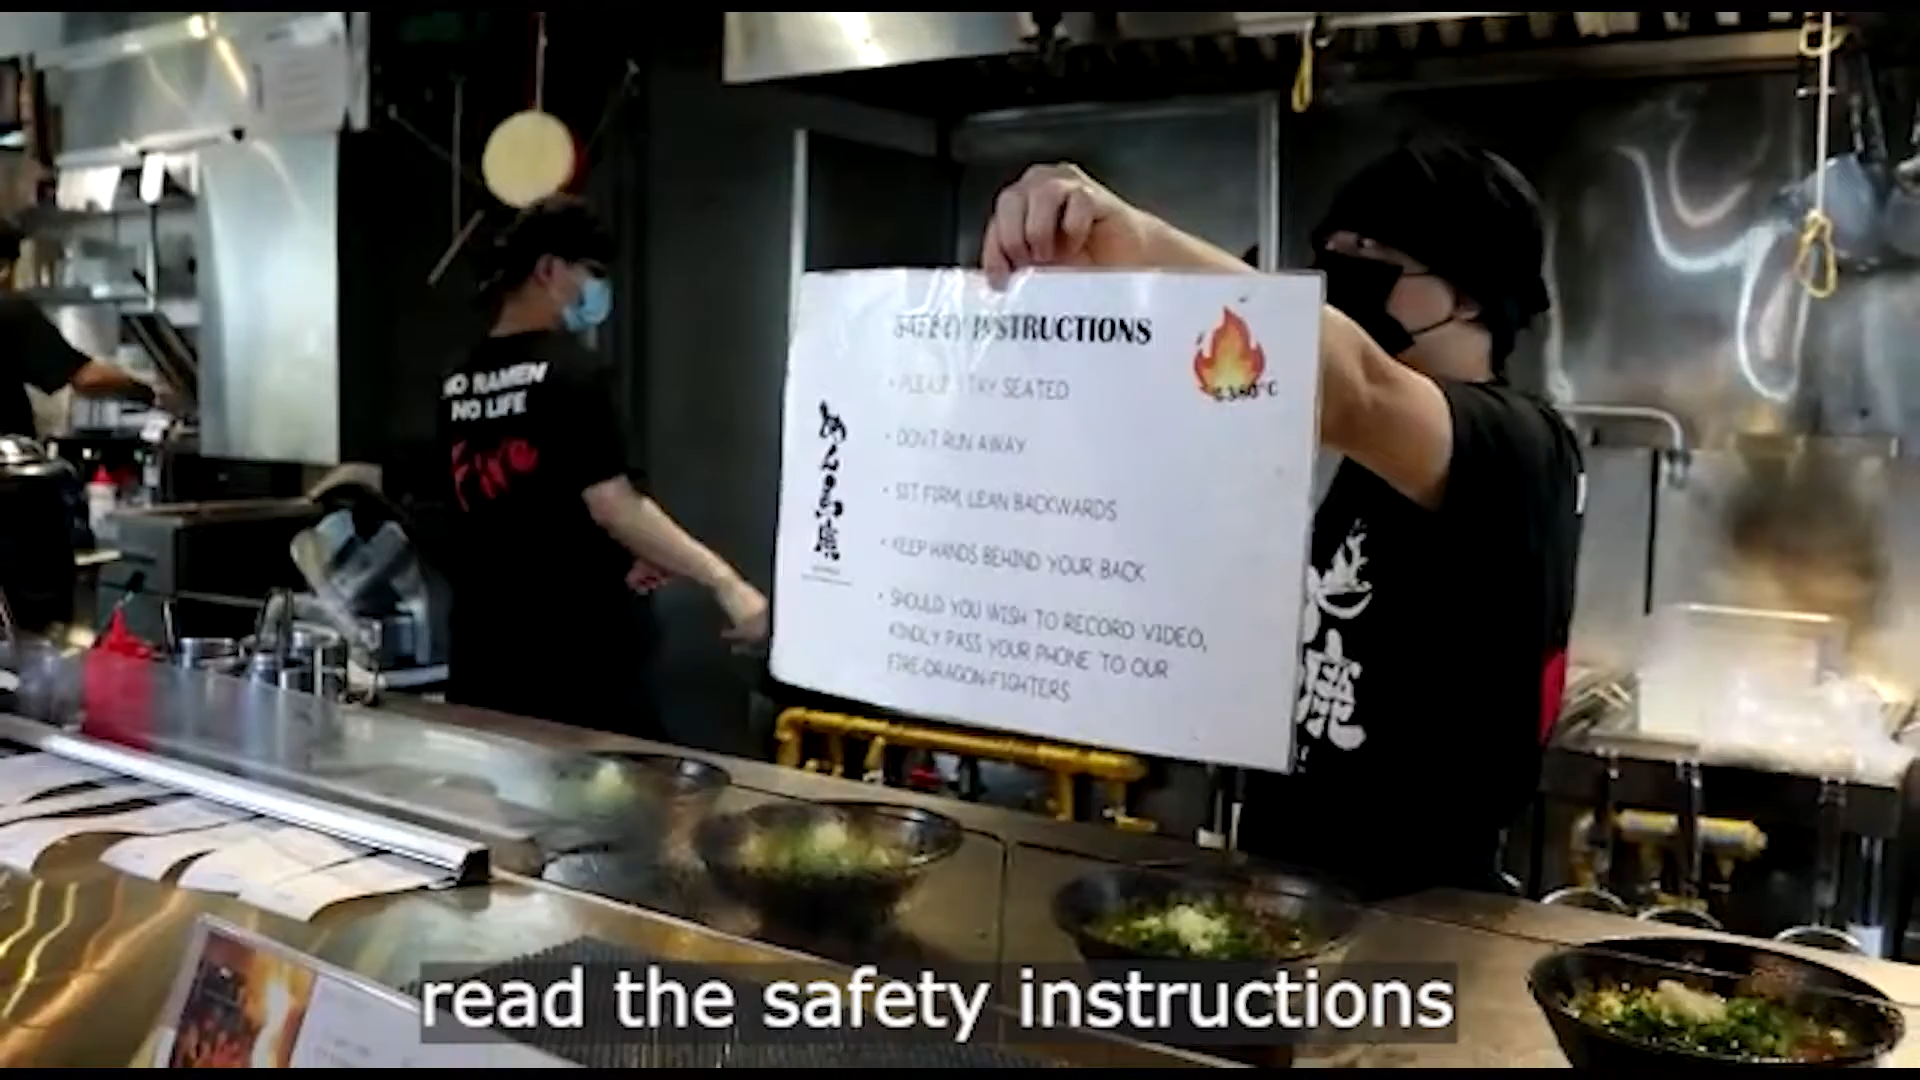 NO RAMEN
NO LIFE
Fire
SAFETY INSTRUCTIONS
360°C
• PLEASE STAY SEATED
• DON'T RUN AWAY
• SIT FIRM, LEAN BACKWARDS
• KEEP HANDS BEHIND YOUR BACK
• SHOULD YOU WISH TO RECORD VIDEO,
KINDLY PASS YOUR PHONE TO OUR
FIRE-DRAGON-FIGHTERS
read the safety instructions